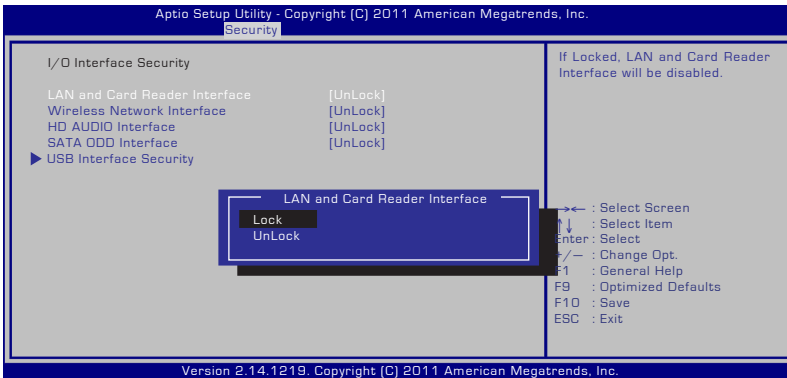 Aptio Setup Utility - Copyright (C) 2011 American Megatrends, Inc.
Security
I/O Interface Security
LAN and Card Reader Interface [UnLock]
Wireless Network Interface [UnLock]
HD AUDIO Interface [UnLock]
SATA ODD Interface [UnLock]
USB Interface Security
If Locked, LAN and Card Reader
Interface will be disabled.
LAN and Card Reader Interface
Lock
UnLock
→← : Select Screen
↑↓ : Select Item
Enter : Select
+/− : Change Opt.
F1 : General Help
F9 : Optimized Defaults
F10 : Save
ESC : Exit
Version 2.14.1219. Copyright (C) 2011 American Megatrends, Inc.